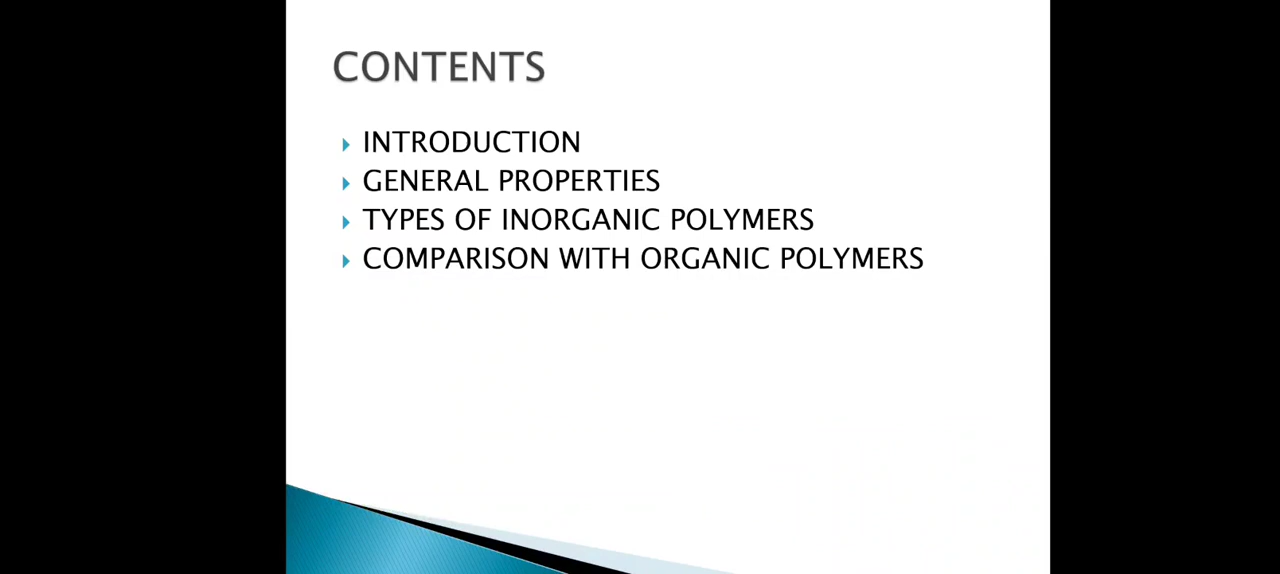 CONTENTS
INTRODUCTION
GENERAL PROPERTIES
TYPES OF INORGANIC POLYMERS
COMPARISON WITH ORGANIC POLYMERS